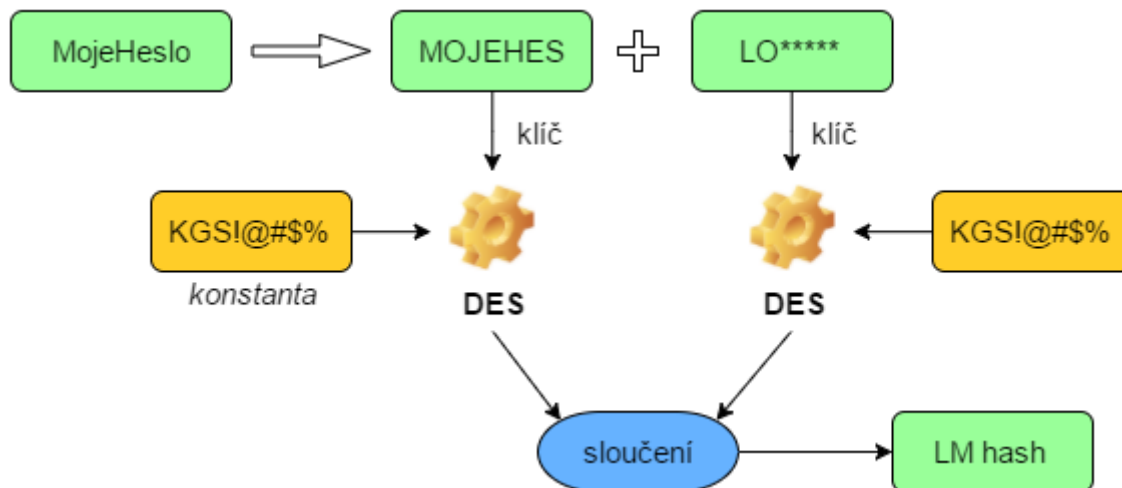 MojeHeslo
MOJEHES
LO*****
klíč
klíč
KGS!@#$%
KGS!@#$%
konstanta
DES
DES
sloučení
LM hash